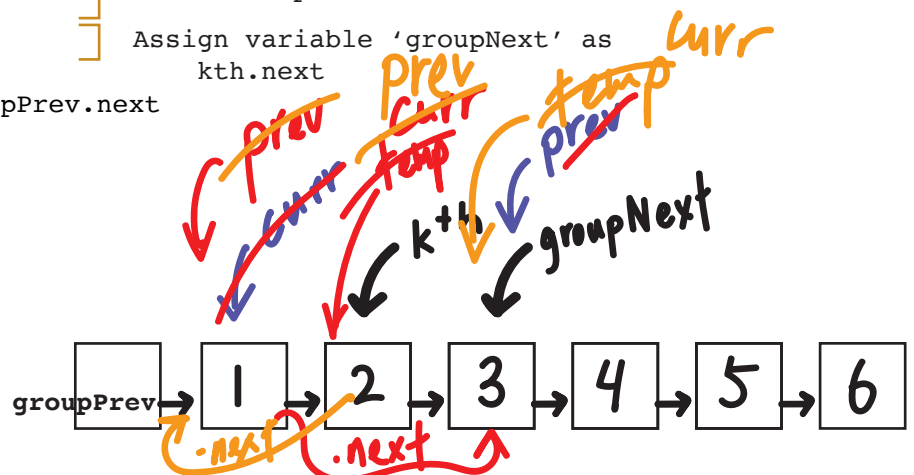 Assign variable ‘groupNext’ as
kth.next
pPrev.next
curr
prev
temp
prev
curr
prev
temp
curr
kth
groupNext
groupPrev
1
2
3
4
5
6
.next
.next